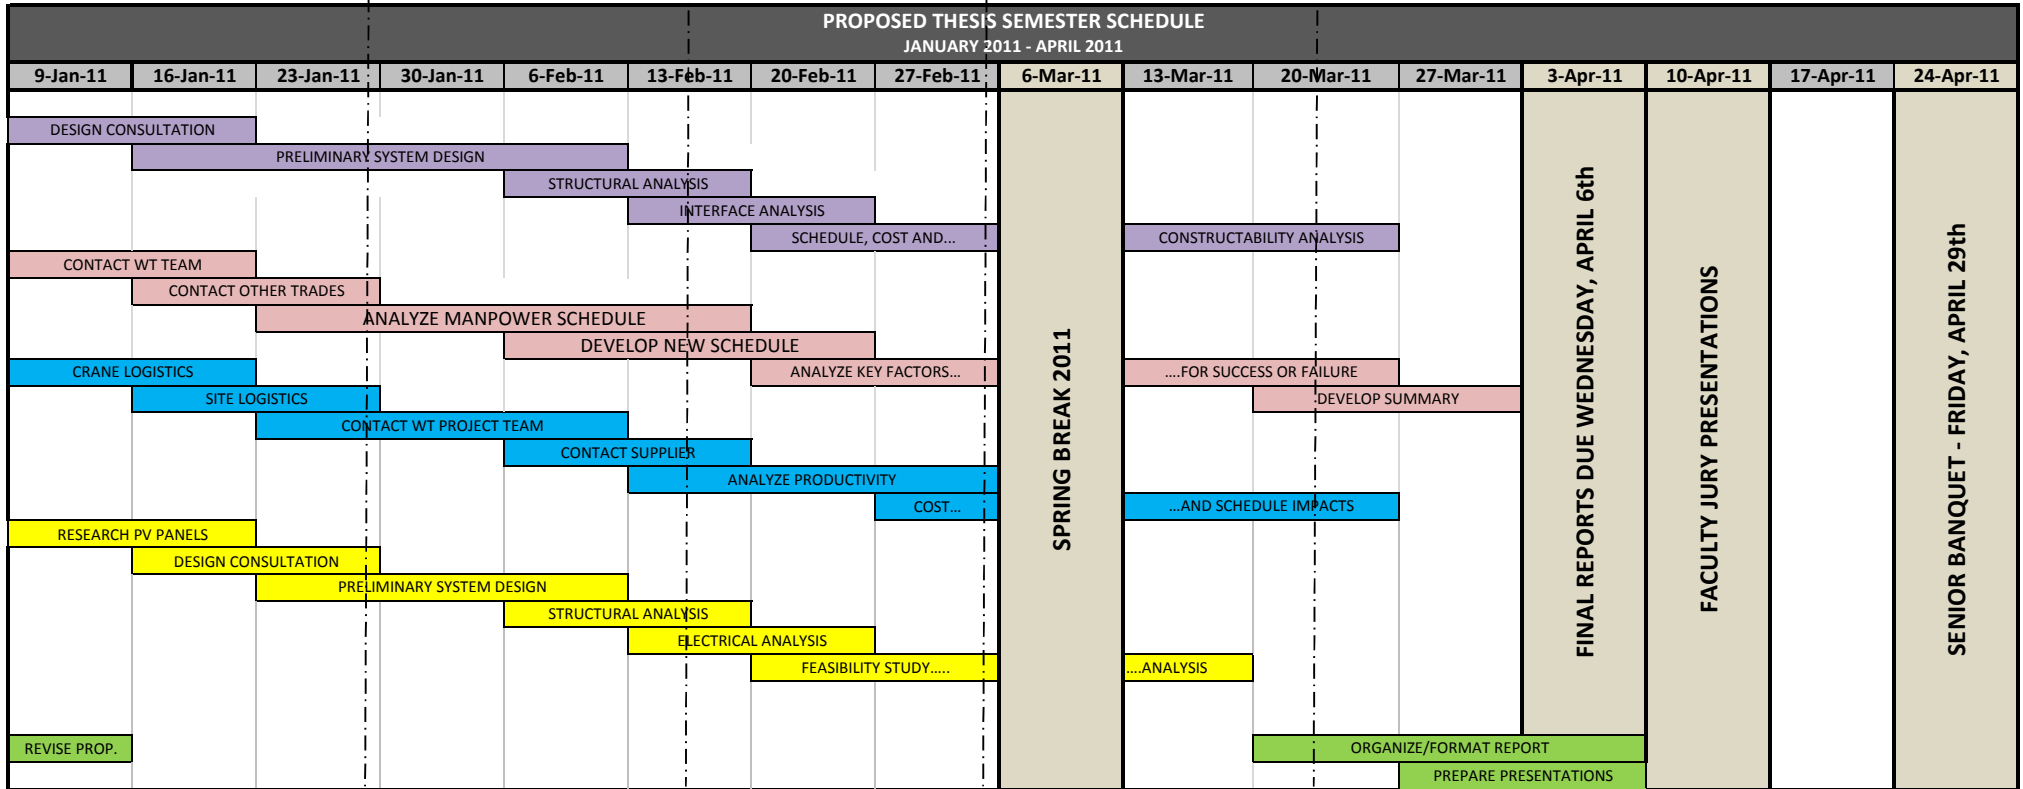 PROPOSED THESIS SEMESTER SCHEDULE
JANUARY 2011 - APRIL 2011
9-Jan-11 16-Jan-11 23-Jan-11 30-Jan-11 6-Feb-11 13-Feb-11 20-Feb-11 27-Feb-11 6-Mar-11 13-Mar-11 20-Mar-11 27-Mar-11 3-Apr-11 10-Apr-11 17-Apr-11 24-Apr-11
DESIGN CONSULTATION
PRELIMINARY SYSTEM DESIGN
STRUCTURAL ANALYSIS
INTERFACE ANALYSIS
SCHEDULE, COST AND... CONSTRUCTABILITY ANALYSIS
CONTACT WT TEAM
CONTACT OTHER TRADES
ANALYZE MANPOWER SCHEDULE
DEVELOP NEW SCHEDULE
CRANE LOGISTICS ANALYZE KEY FACTORS... ....FOR SUCCESS OR FAILURE
SITE LOGISTICS DEVELOP SUMMARY
CONTACT WT PROJECT TEAM
CONTACT SUPPLIER
ANALYZE PRODUCTIVITY
COST... ...AND SCHEDULE IMPACTS
RESEARCH PV PANELS
DESIGN CONSULTATION
PRELIMINARY SYSTEM DESIGN
STRUCTURAL ANALYSIS
ELECTRICAL ANALYSIS
FEASIBILITY STUDY..... ....ANALYSIS
REVISE PROP. ORGANIZE/FORMAT REPORT
PREPARE PRESENTATIONS
SPRING BREAK 2011
FINAL REPORTS DUE WEDNESDAY, APRIL 6th
FACULTY JURY PRESENTATIONS
SENIOR BANQUET - FRIDAY, APRIL 29th